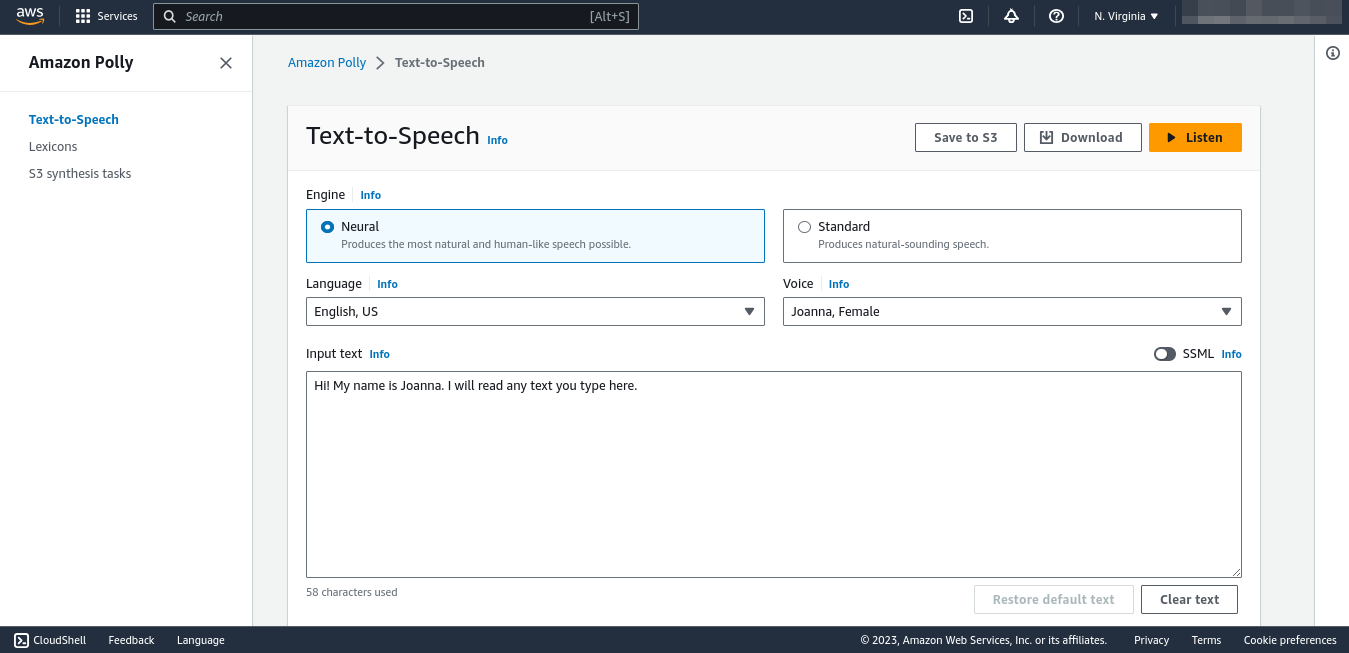 aws Services Search [Alt+S] N. Virginia
Amazon Polly
Text-to-Speech
Lexicons
S3 synthesis tasks
Amazon Polly Text-to-Speech
Text-to-Speech Info Save to S3 Download Listen
Engine Info
Neural
Produces the most natural and human-like speech possible.
Standard
Produces natural-sounding speech.
Language Info
English, US
Voice Info
Joanna, Female
Input text Info SSML Info
Hi! My name is Joanna. I will read any text you type here.
58 characters used Restore default text Clear text
CloudShell Feedback Language © 2023, Amazon Web Services, Inc. or its affiliates. Privacy Terms Cookie preferences